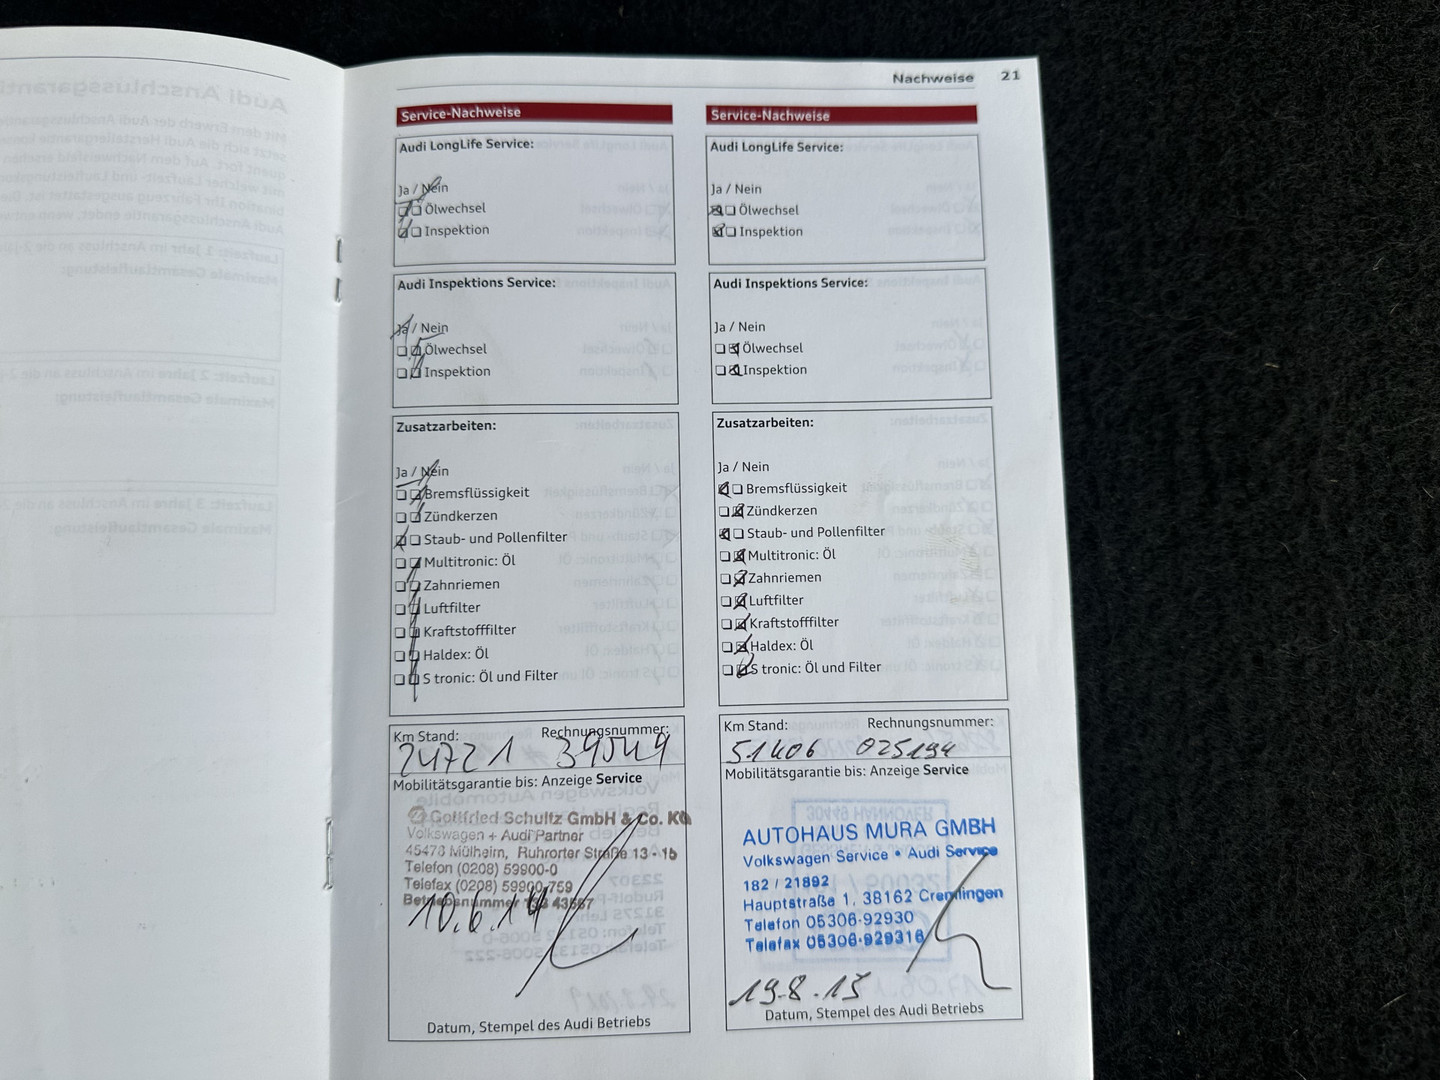 Nachweise 21
Service-Nachweise
Audi LongLife Service:
Ja / Nein
Ölwechsel
Inspektion
Audi Inspektions Service:
Ja / Nein
Ölwechsel
Inspektion
Zusatzarbeiten:
Ja / Nein
Bremsflüssigkeit
Zündkerzen
Staub- und Pollenfilter
Multitronic: Öl
Zahnriemen
Luftfilter
Kraftstofffilter
Haldex: Öl
S tronic: Öl und Filter
Km Stand: Rechnungsnummer:
24721 39049
Mobilitätsgarantie bis: Anzeige Service
Gottfried Schultz GmbH & Co. KG
Volkswagen + Audi Partner
45473 Mülheim, Ruhrorter Straße 13 - 15
Telefon (0208) 59900-0
Telefax (0208) 59900-759
Betriebsnummer
10.6.14
Datum, Stempel des Audi Betriebs
Service-Nachweise
Audi LongLife Service:
Ja / Nein
Ölwechsel
Inspektion
Audi Inspektions Service:
Ja / Nein
Ölwechsel
Inspektion
Zusatzarbeiten:
Ja / Nein
Bremsflüssigkeit
Zündkerzen
Staub- und Pollenfilter
Multitronic: Öl
Zahnriemen
Luftfilter
Kraftstofffilter
Haldex: Öl
S tronic: Öl und Filter
Km Stand: Rechnungsnummer:
51406 025194
Mobilitätsgarantie bis: Anzeige Service
AUTOHAUS MURA GMBH
Volkswagen Service • Audi Service
182 / 21892
Hauptstraße 1, 38162 Cremlingen
Telefon 05306-92930
Telefax 05306-929316
19.8.15
Datum, Stempel des Audi Betriebs